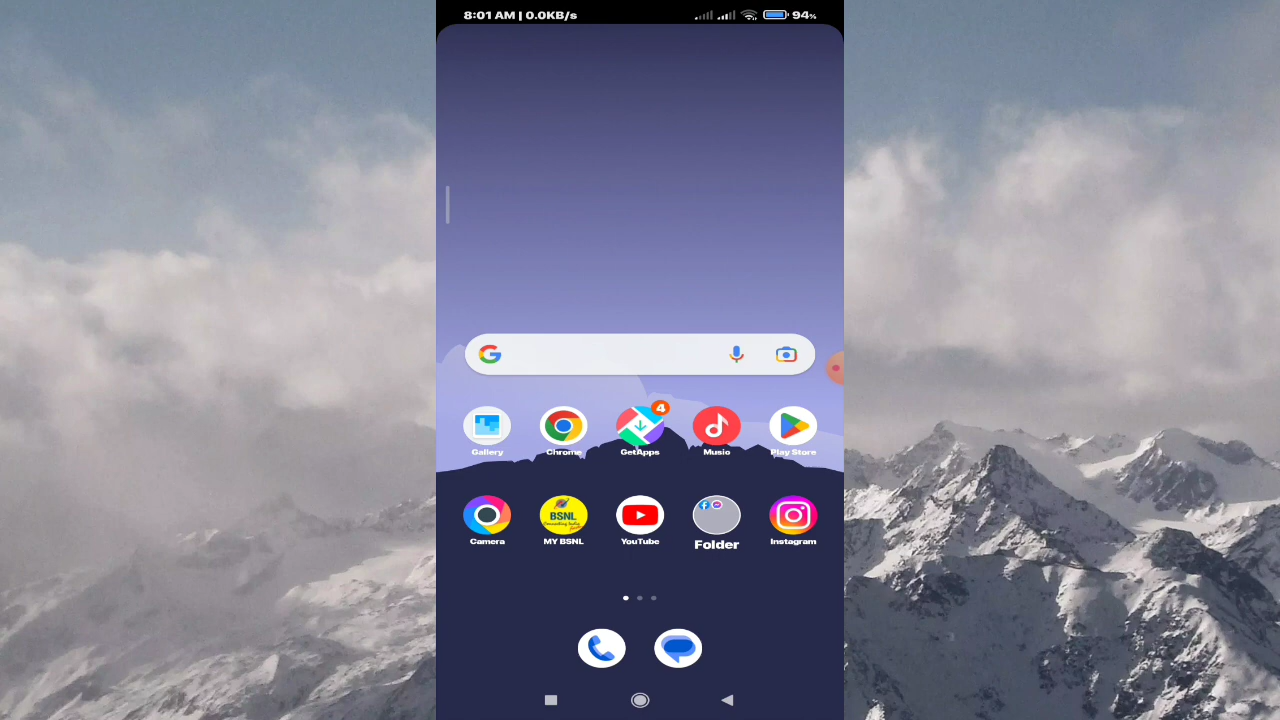 8:01 AM | 0.0KB/s 94%
4
Gallery Chrome GetApps Music Play Store
BSNL
Camera MY BSNL YouTube Folder Instagram